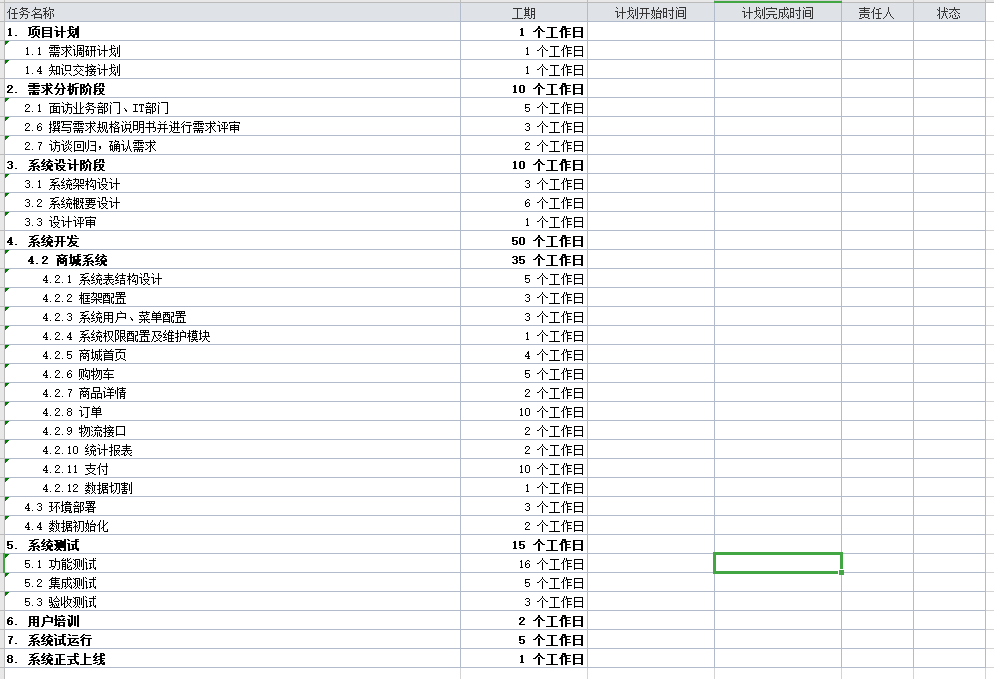 任务名称 工期 计划开始时间 计划完成时间 责任人 状态
1. 项目计划 1 个工作日
1.1 需求调研计划 1 个工作日
1.4 知识交接计划 1 个工作日
2. 需求分析阶段 10 个工作日
2.1 面访业务部门、IT部门 5 个工作日
2.6 撰写需求规格说明书并进行需求评审 3 个工作日
2.7 访谈回归，确认需求 2 个工作日
3. 系统设计阶段 10 个工作日
3.1 系统架构设计 3 个工作日
3.2 系统概要设计 6 个工作日
3.3 设计评审 1 个工作日
4. 系统开发 50 个工作日
4.2 商城系统 35 个工作日
4.2.1 系统表结构设计 5 个工作日
4.2.2 框架配置 3 个工作日
4.2.3 系统用户、菜单配置 3 个工作日
4.2.4 系统权限配置及维护模块 1 个工作日
4.2.5 商城首页 4 个工作日
4.2.6 购物车 5 个工作日
4.2.7 商品详情 2 个工作日
4.2.8 订单 10 个工作日
4.2.9 物流接口 2 个工作日
4.2.10 统计报表 2 个工作日
4.2.11 支付 10 个工作日
4.2.12 数据切割 1 个工作日
4.3 环境部署 3 个工作日
4.4 数据初始化 2 个工作日
5. 系统测试 15 个工作日
5.1 功能测试 16 个工作日
5.2 集成测试 5 个工作日
5.3 验收测试 3 个工作日
6. 用户培训 2 个工作日
7. 系统试运行 5 个工作日
8. 系统正式上线 1 个工作日